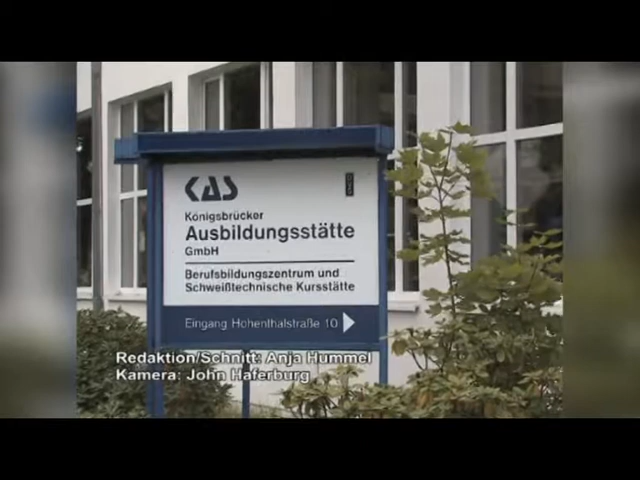 KAS
Königsbrücker
Ausbildungsstätte
GmbH
Berufsbildungszentrum und
Schweißtechnische Kursstätte
Eingang Hohenthalstraße 10
Redaktion/Schnitt: Anja Hummel
Kamera: John Haferburg